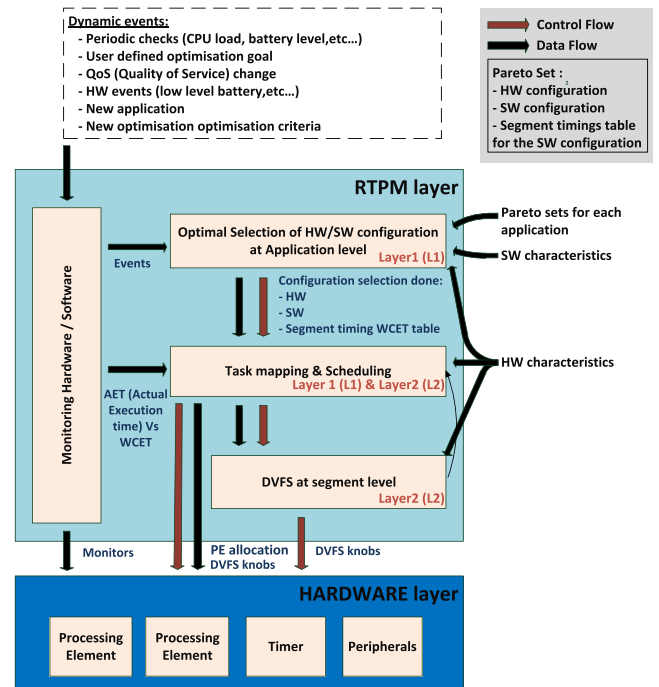 Dynamic events:
- Periodic checks (CPU load, battery level,etc...)
- User defined optimisation goal
- QoS (Quality of Service) change
- HW events (low level battery,etc...)
- New application
- New optimisation optimisation criteria
Control Flow
Data Flow
Pareto Set :
- HW configuration
2
- SW configuration
- Segment timings table
for the SW configuration
RTPM layer
Monitoring Hardware / Software
Optimal Selection of HW/SW configuration
at Application level
Layer1 (L1)
Pareto sets for each
application
SW characteristics
Events
Configuration selection done:
- HW
- SW
- Segment timing WCET table
Task mapping & Scheduling
Layer 1 (L1) & Layer2 (L2)
HW characteristics
AET (Actual
Execution
time) Vs
WCET
DVFS at segment level
Layer2 (L2)
Monitors
PE allocation
DVFS knobs
DVFS knobs
HARDWARE layer
Processing
Element
Processing
Element
Timer
Peripherals